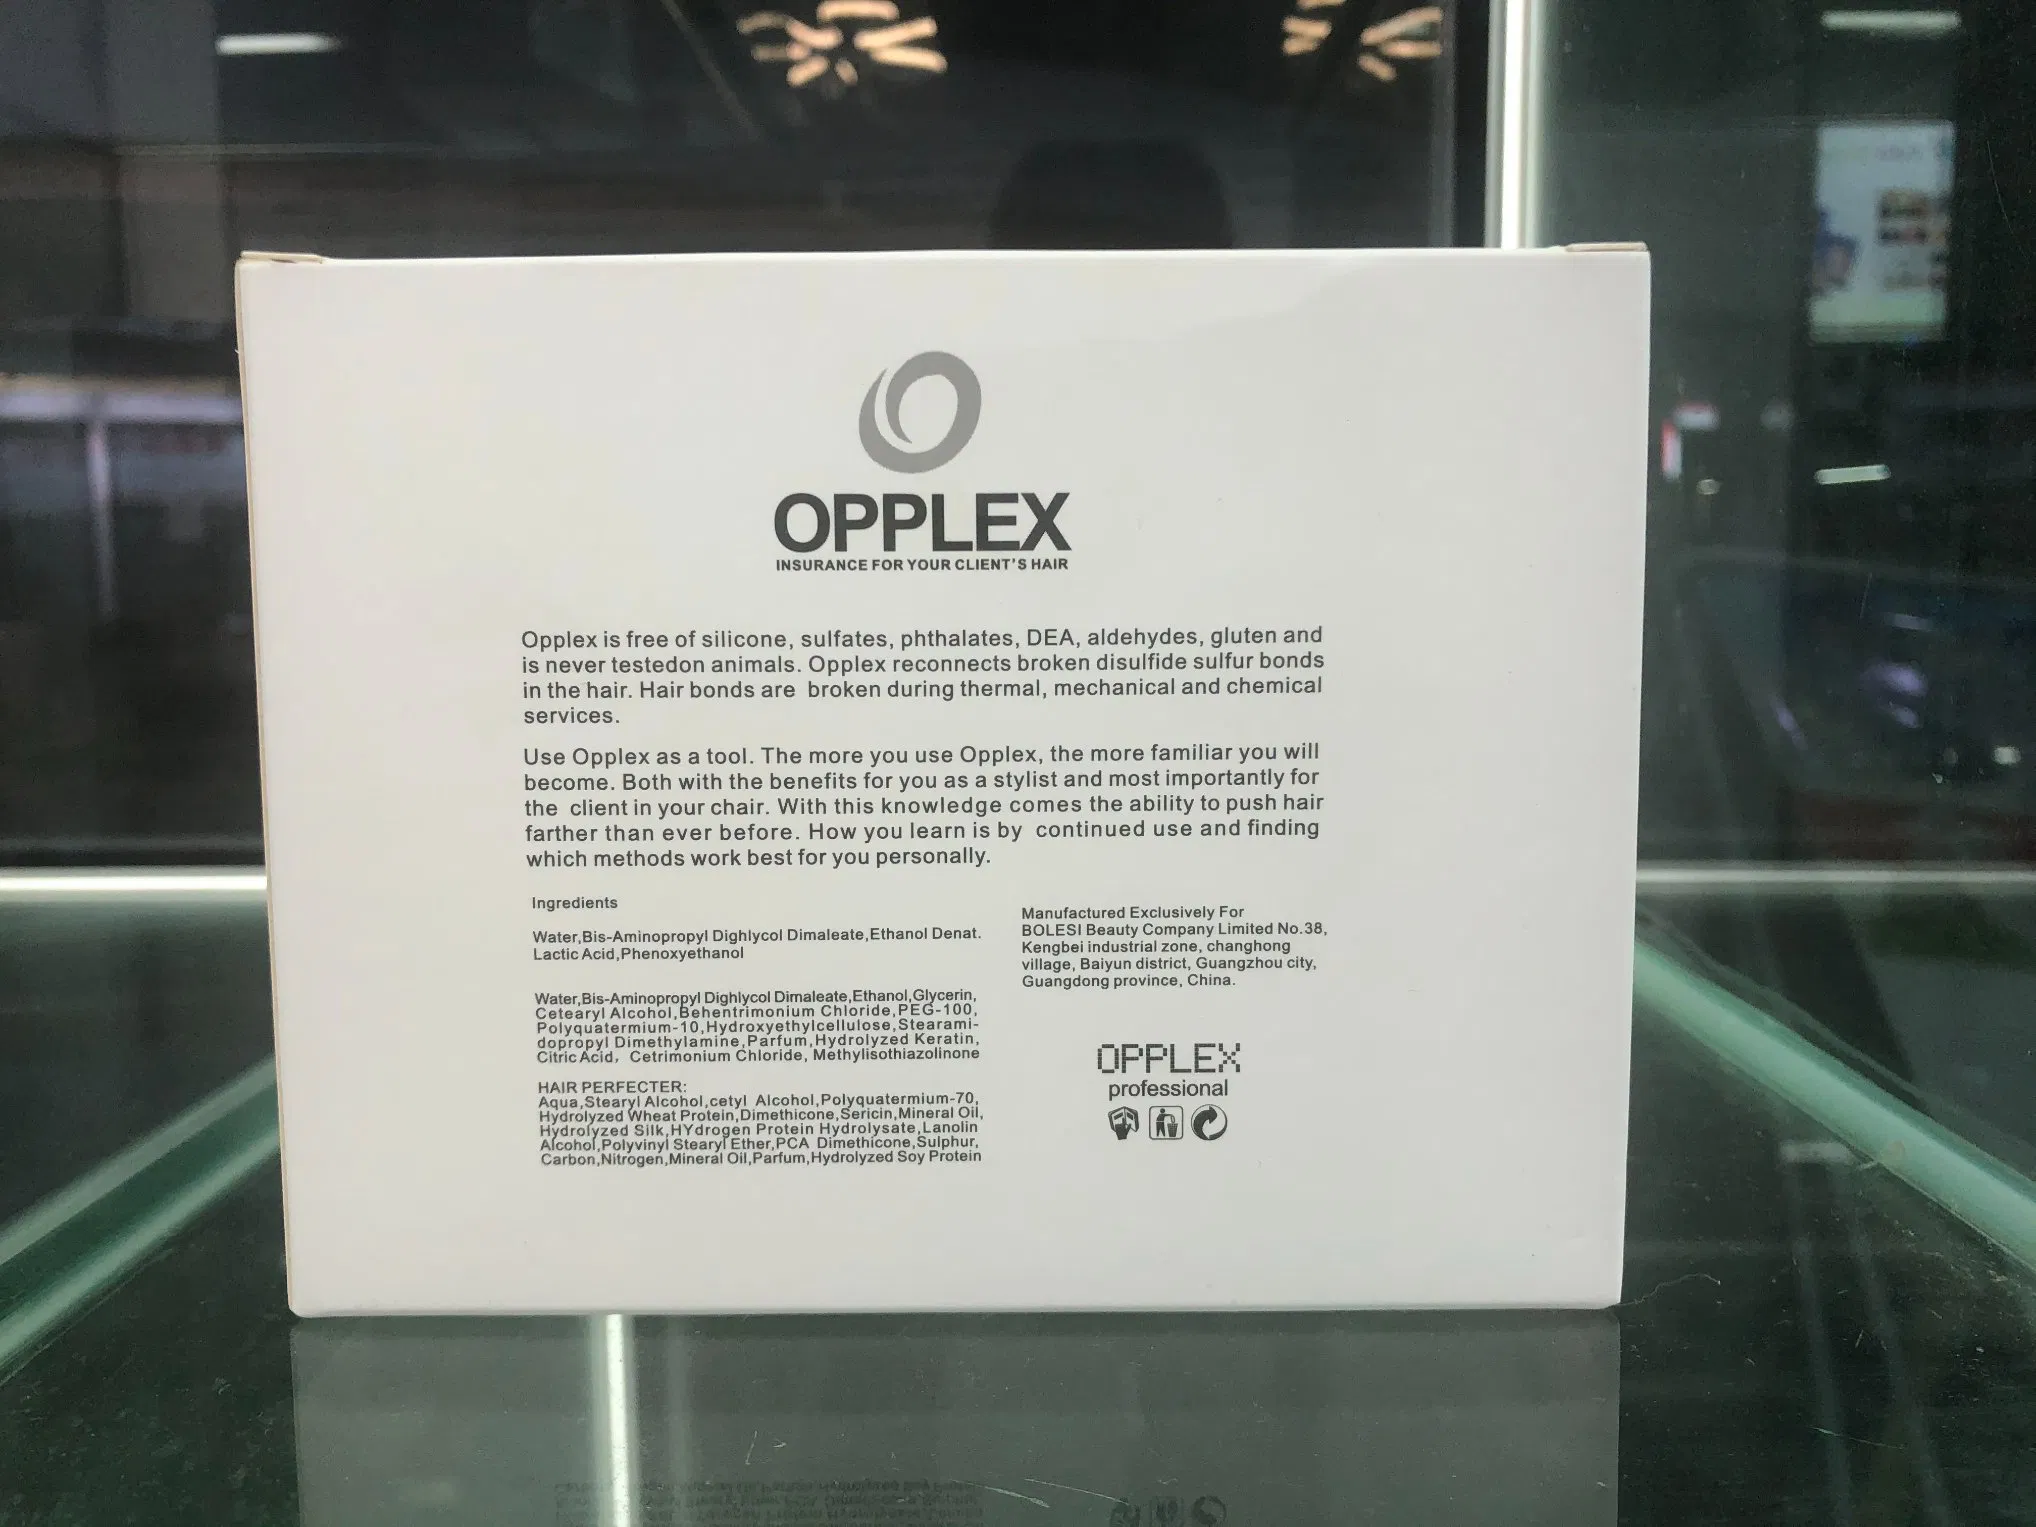 OPPLEX
INSURANCE FOR YOUR CLIENT'S HAIR
Opplex is free of silicone, sulfates, phthalates, DEA, aldehydes, gluten and
is never testedon animals. Opplex reconnects broken disulfide sulfur bonds
in the hair. Hair bonds are broken during thermal, mechanical and chemical
services.
Use Opplex as a tool. The more you use Opplex, the more familiar you will
become. Both with the benefits for you as a stylist and most importantly for
the client in your chair. With this knowledge comes the ability to push hair
farther than ever before. How you learn is by continued use and finding
which methods work best for you personally.
Ingredients
Water,Bis-Aminopropyl Dighlycol Dimaleate,Ethanol Denat.
Lactic Acid,Phenoxyethanol
Water,Bis-Aminopropyl Dighlycol Dimaleate,Ethanol,Glycerin,
Cetearyl Alcohol,Behentrimonium Chloride,PEG-100,
Polyquatermium-10,Hydroxyethylcellulose,Stearami-
dopropyl Dimethylamine,Parfum,Hydrolyzed Keratin,
Citric Acid, Cetrimonium Chloride, Methylisothiazolinone
HAIR PERFECTER:
Aqua,Stearyl Alcohol,cetyl Alcohol,Polyquatermium-70,
Hydrolyzed Wheat Protein,Dimethicone,Sericin,Mineral Oil,
Hydrolyzed Silk,HYdrogen Protein Hydrolysate,Lanolin
Alcohol,Polyvinyl Stearyl Ether,PCA Dimethicone,Sulphur,
Carbon,Nitrogen,Mineral Oil,Parfum,Hydrolyzed Soy Protein
Manufactured Exclusively For
BOLESI Beauty Company Limited No.38,
Kengbei industrial zone, changhong
village, Baiyun district, Guangzhou city,
Guangdong province, China.
OPPLEX
professional